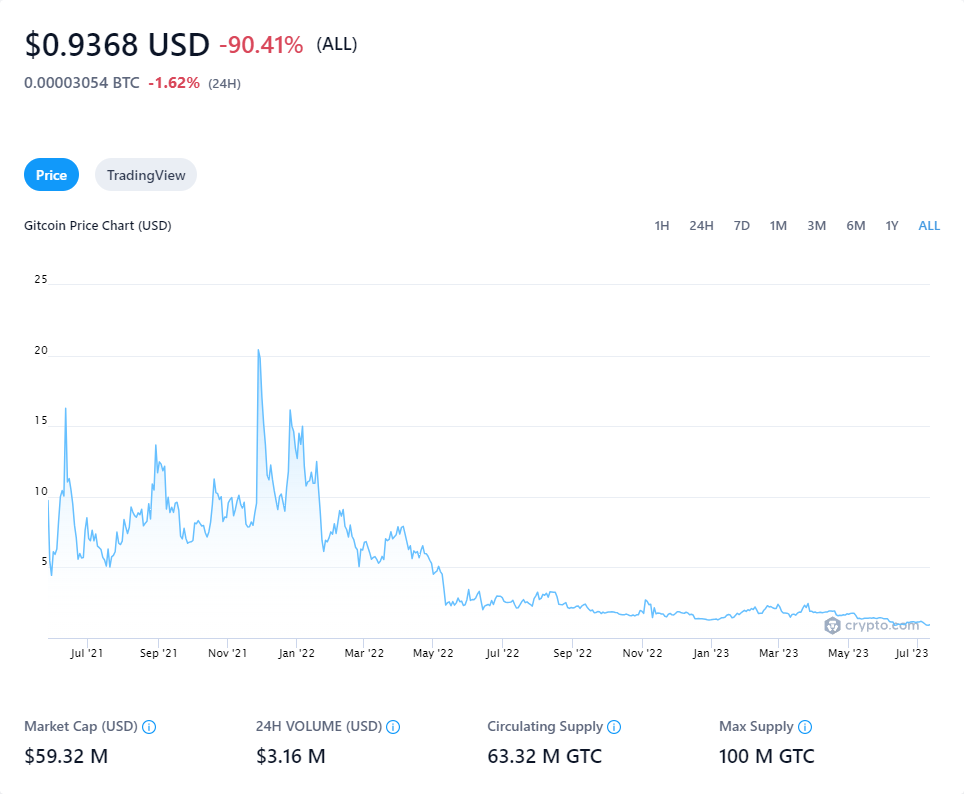 $0.9368 USD -90.41% (ALL)
0.00003054 BTC -1.62% (24H)
Price TradingView
Gitcoin Price Chart (USD) 1H 24H 7D 1M 3M 6M 1Y ALL
25
20
15
10
5
crypto.com
Jul '21 Sep '21 Nov '21 Jan '22 Mar '22 May '22 Jul '22 Sep '22 Nov '22 Jan '23 Mar '23 May '23 Jul '23
Market Cap (USD) 24H VOLUME (USD) Circulating Supply Max Supply
$59.32 M $3.16 M 63.32 M GTC 100 M GTC